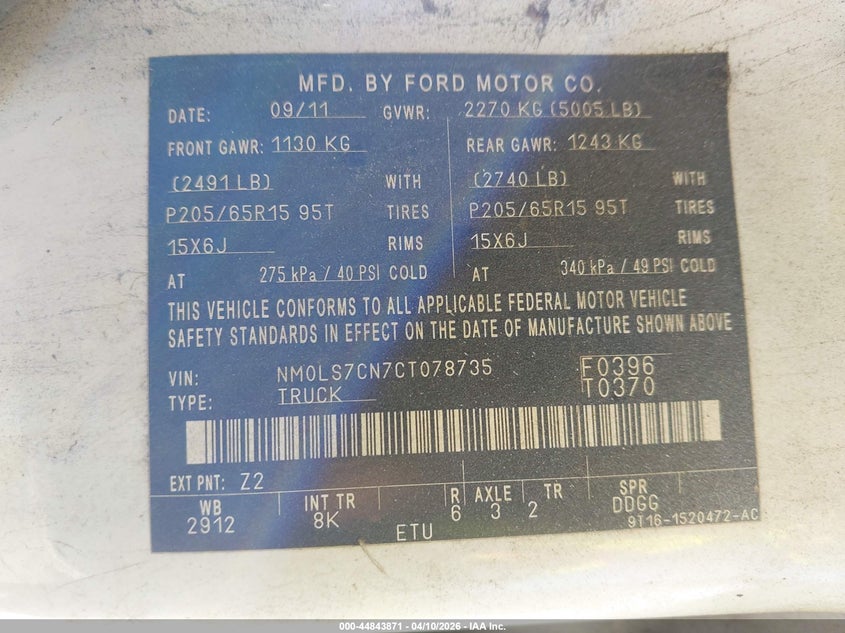 MFD. BY FORD MOTOR CO.
DATE: 09/11 GVWR: 2270 KG (5005 LB)
FRONT GAWR: 1130 KG REAR GAWR: 1243 KG
(2491 LB) WITH (2740 LB) WITH
P205/65R15 95T TIRES P205/65R15 95T TIRES
15X6J RIMS 15X6J RIMS
AT 275 kPa / 40 PSI COLD AT 340 kPa / 49 PSI COLD
THIS VEHICLE CONFORMS TO ALL APPLICABLE FEDERAL MOTOR VEHICLE
SAFETY STANDARDS IN EFFECT ON THE DATE OF MANUFACTURE SHOWN ABOVE
VIN: NM0LS7CN7CT078735 F0396
TYPE: TRUCK T0370
EXT PNT: Z2
WB INT TR R AXLE TR SPR
2912 8K 6 3 2 DDGG
ETU 9T16-1520472-AC
000-44843871 | 04/10/2026 | IAA Inc.